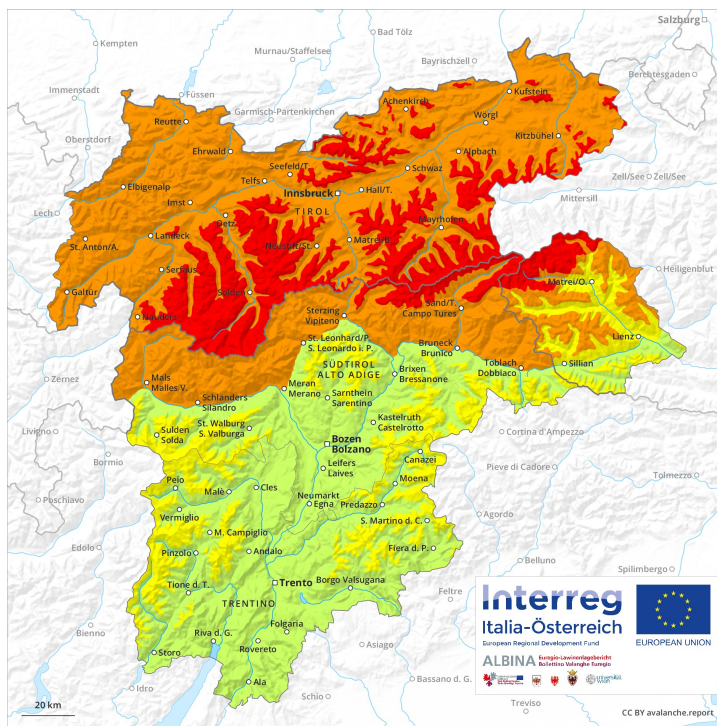 Salzburg
Bad Tölz
Kempten
Murnau/Staffelsee
Bayrischzell
Berchtesgaden
Immenstadt
Füssen
Kufstein
Achenkirch
Garmisch-Partenkirchen
Reutte
Wörgl
Kitzbühel
Oberstdorf
Ehrwald
Alpbach
Seefeld/T.
Schwaz
Zell/See
Zell/See
Telfs
Elbigenalp
Innsbruck
Hall/T.
Mittersill
Imst
TIROL
Lech
Oetz
Mayrhofen
Landeck
Neustift/St.
Matrei/B.
St. Anton/A.
Serfaus
Heiligenblut
Matrei/O.
Galtür
Sölden
Nauders
Sterzing
Vipiteno
Sand/T.
Campo Tures
Lienz
St. Leonhard/P.
S. Leonardo i. P.
Bruneck
Brunico
Sillian
SÜDTIROL
ALTO ADIGE
Brixen
Bressanone
Toblach
Dobbiaco
Mals
Malles V.
Meran
Merano
Zernez
Schlanders
Silandro
Sarnthein
Sarentino
St. Walburg
S. Valburga
Kastelruth
Castelrotto
Sulden
Solda
Livigno
Cortina d'Ampezzo
Bozen
Bolzano
Bormio
Canazei
Pieve di Cadore
Leifers
Laives
Tolmezzo
Peio
Moena
Poschiavo
Malè
Cles
Neumarkt
Egna
Predazzo
Vermiglio
Agordo
S. Martino d. C.
M. Campiglio
Edolo
Pinzolo
Andalo
Fiera d. P.
Belluno
Spilimbergo
Trento
Borgo Valsugana
Tione d. T.
Feltre
TRENTINO
Folgaria
Bienno
Riva d. G.
Rovereto
Asiago
Storo
Bassano d. G.
Idro
Ala
Schio
Treviso
20 km
Interreg
Italia-Österreich
European Regional Development Fund
EUROPEAN UNION
ALBINA
Euregio-Lawinenlagebericht
Bollettino Valanghe Euregio
CC BY avalanche.report